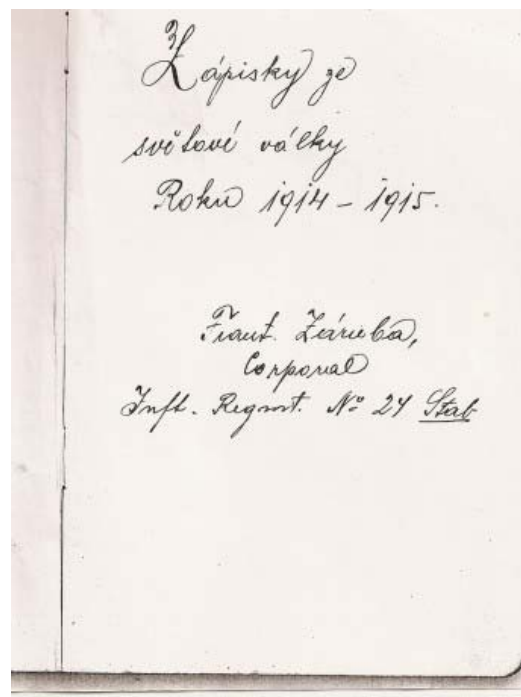 Zápisky ze
světové války
Roku 1914 – 1915.
Frant. Záruba,
Corporal
Inft. Regmt. Nº 24 Stab